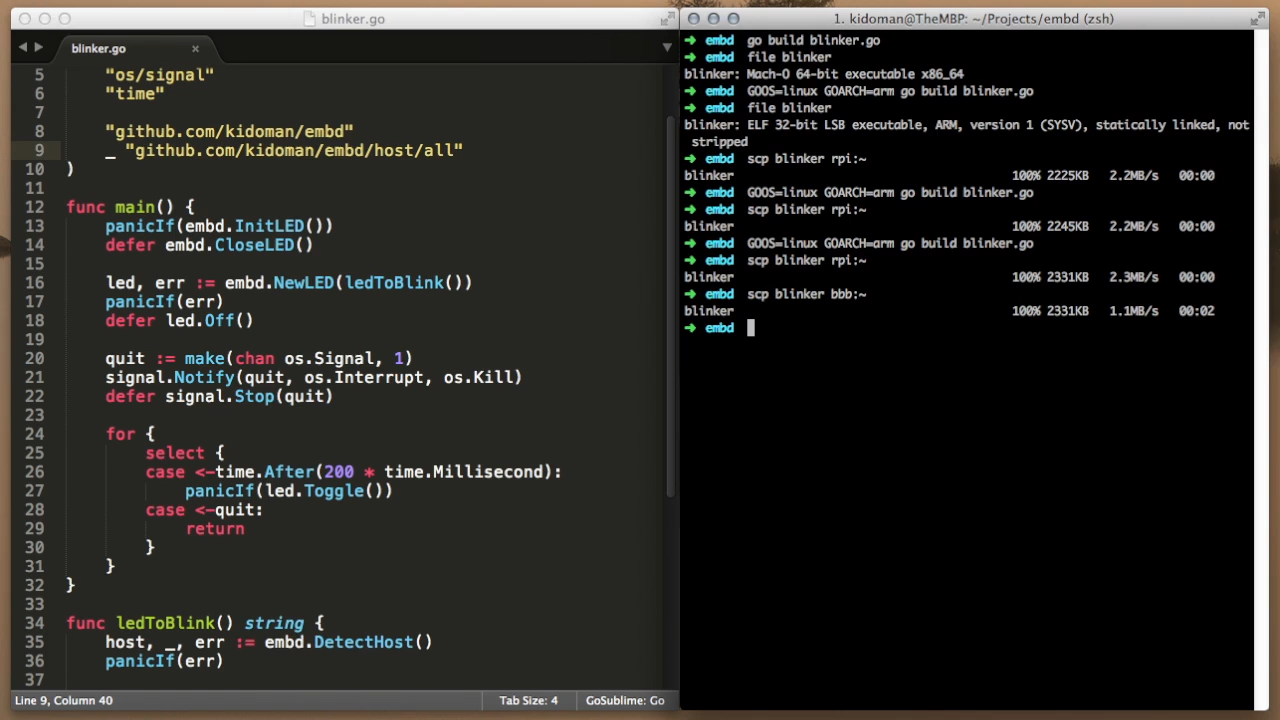 blinker.go
blinker.go ×
5 "os/signal"
6 "time"
7
8 "github.com/kidoman/embd"
9 _ "github.com/kidoman/embd/host/all"
10 )
11
12 func main() {
13 panicIf(embd.InitLED())
14 defer embd.CloseLED()
15
16 led, err := embd.NewLED(ledToBlink())
17 panicIf(err)
18 defer led.Off()
19
20 quit := make(chan os.Signal, 1)
21 signal.Notify(quit, os.Interrupt, os.Kill)
22 defer signal.Stop(quit)
23
24 for {
25 select {
26 case <-time.After(200 * time.Millisecond):
27 panicIf(led.Toggle())
28 case <-quit:
29 return
30 }
31 }
32 }
33
34 func ledToBlink() string {
35 host, _, err := embd.DetectHost()
36 panicIf(err)
37
Line 9, Column 40 Tab Size: 4 GoSublime: Go
1. kidoman@TheMBP: ~/Projects/embd (zsh)
➜ embd go build blinker.go
➜ embd file blinker
blinker: Mach-O 64-bit executable x86_64
➜ embd GOOS=linux GOARCH=arm go build blinker.go
➜ embd file blinker
blinker: ELF 32-bit LSB executable, ARM, version 1 (SYSV), statically linked, not
stripped
➜ embd scp blinker rpi:~
blinker 100% 2225KB 2.2MB/s 00:00
➜ embd GOOS=linux GOARCH=arm go build blinker.go
➜ embd scp blinker rpi:~
blinker 100% 2245KB 2.2MB/s 00:00
➜ embd GOOS=linux GOARCH=arm go build blinker.go
➜ embd scp blinker rpi:~
blinker 100% 2331KB 2.3MB/s 00:00
➜ embd scp blinker bbb:~
blinker 100% 2331KB 1.1MB/s 00:02
➜ embd